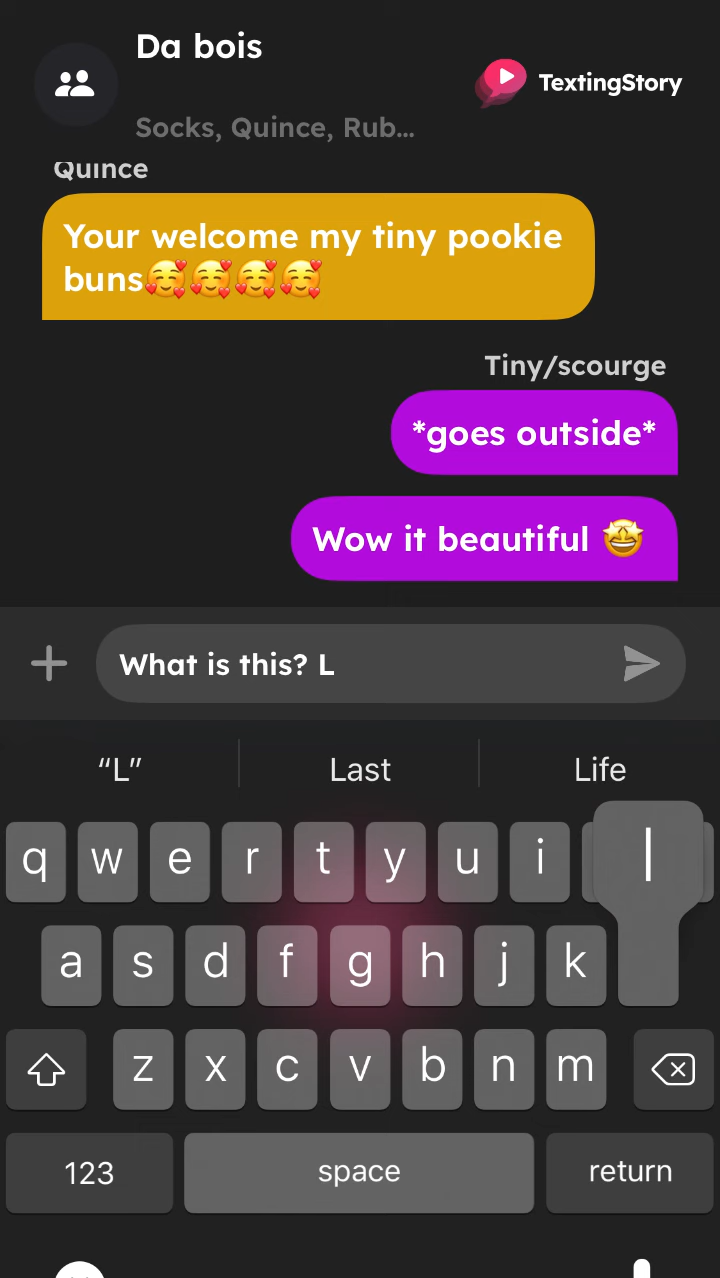 Da bois
TextingStory
Socks, Quince, Rub...
Quince
Your welcome my tiny pookie
buns🥰🥰🥰🥰
Tiny/scourge
*goes outside*
Wow it beautiful 🤩
What is this? L
“L” Last Life
q w e r t y u i l
a s d f g h j k
z x c v b n m
123 space return